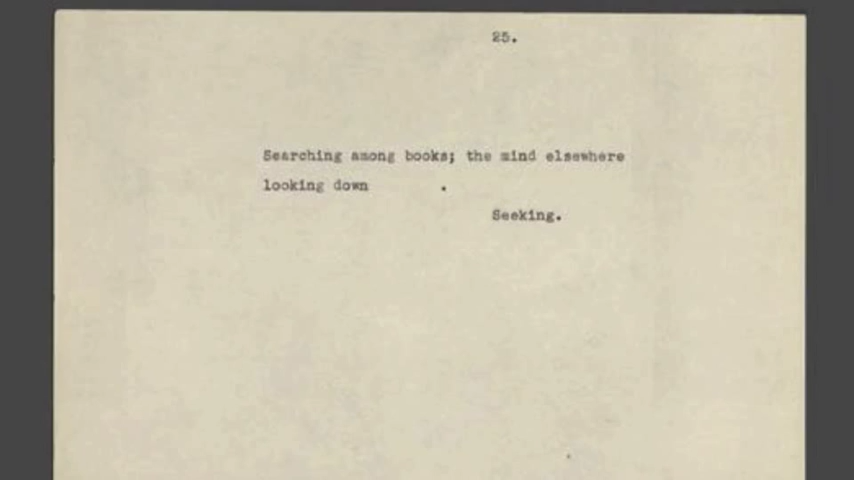 25.
Searching among books; the mind elsewhere
looking down          .
Seeking.